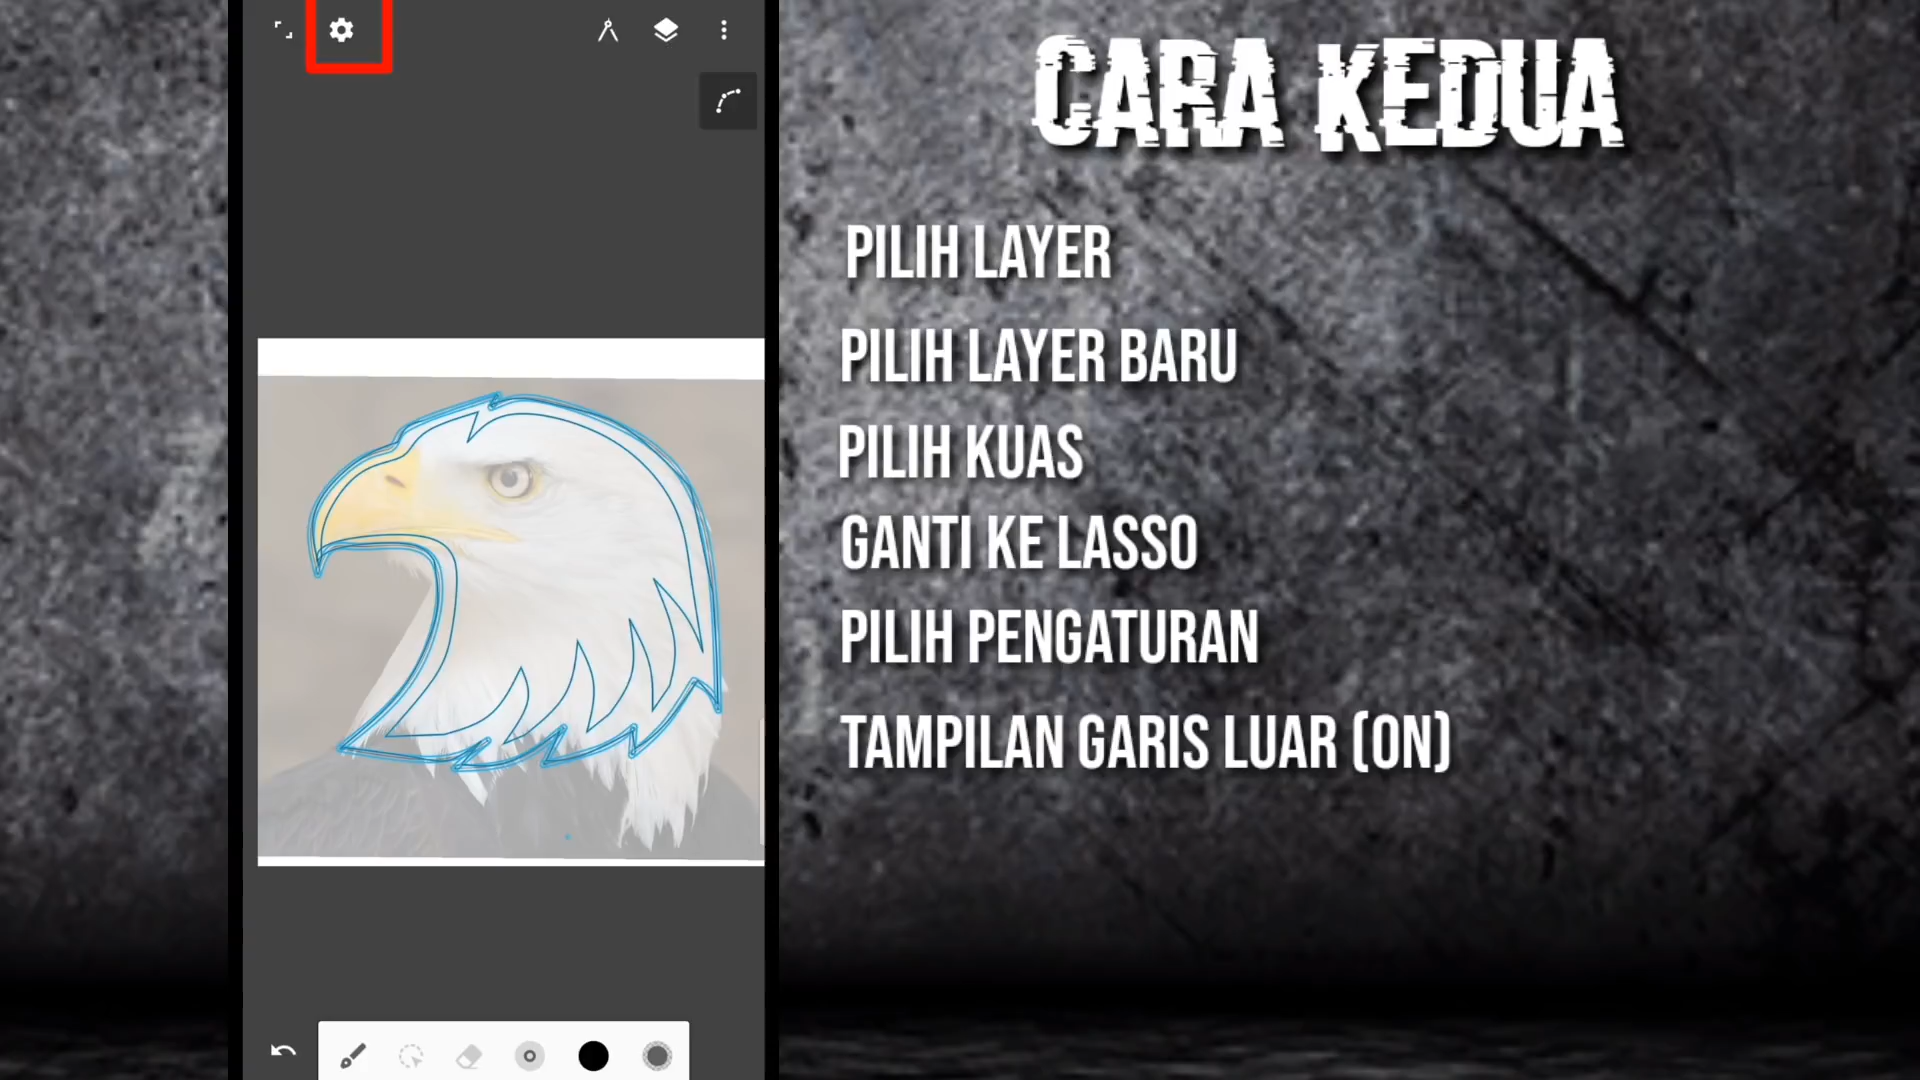 CARA KEDUA
PILIH LAYER
PILIH LAYER BARU
PILIH KUAS
GANTI KE LASSO
PILIH PENGATURAN
TAMPILAN GARIS LUAR (ON)